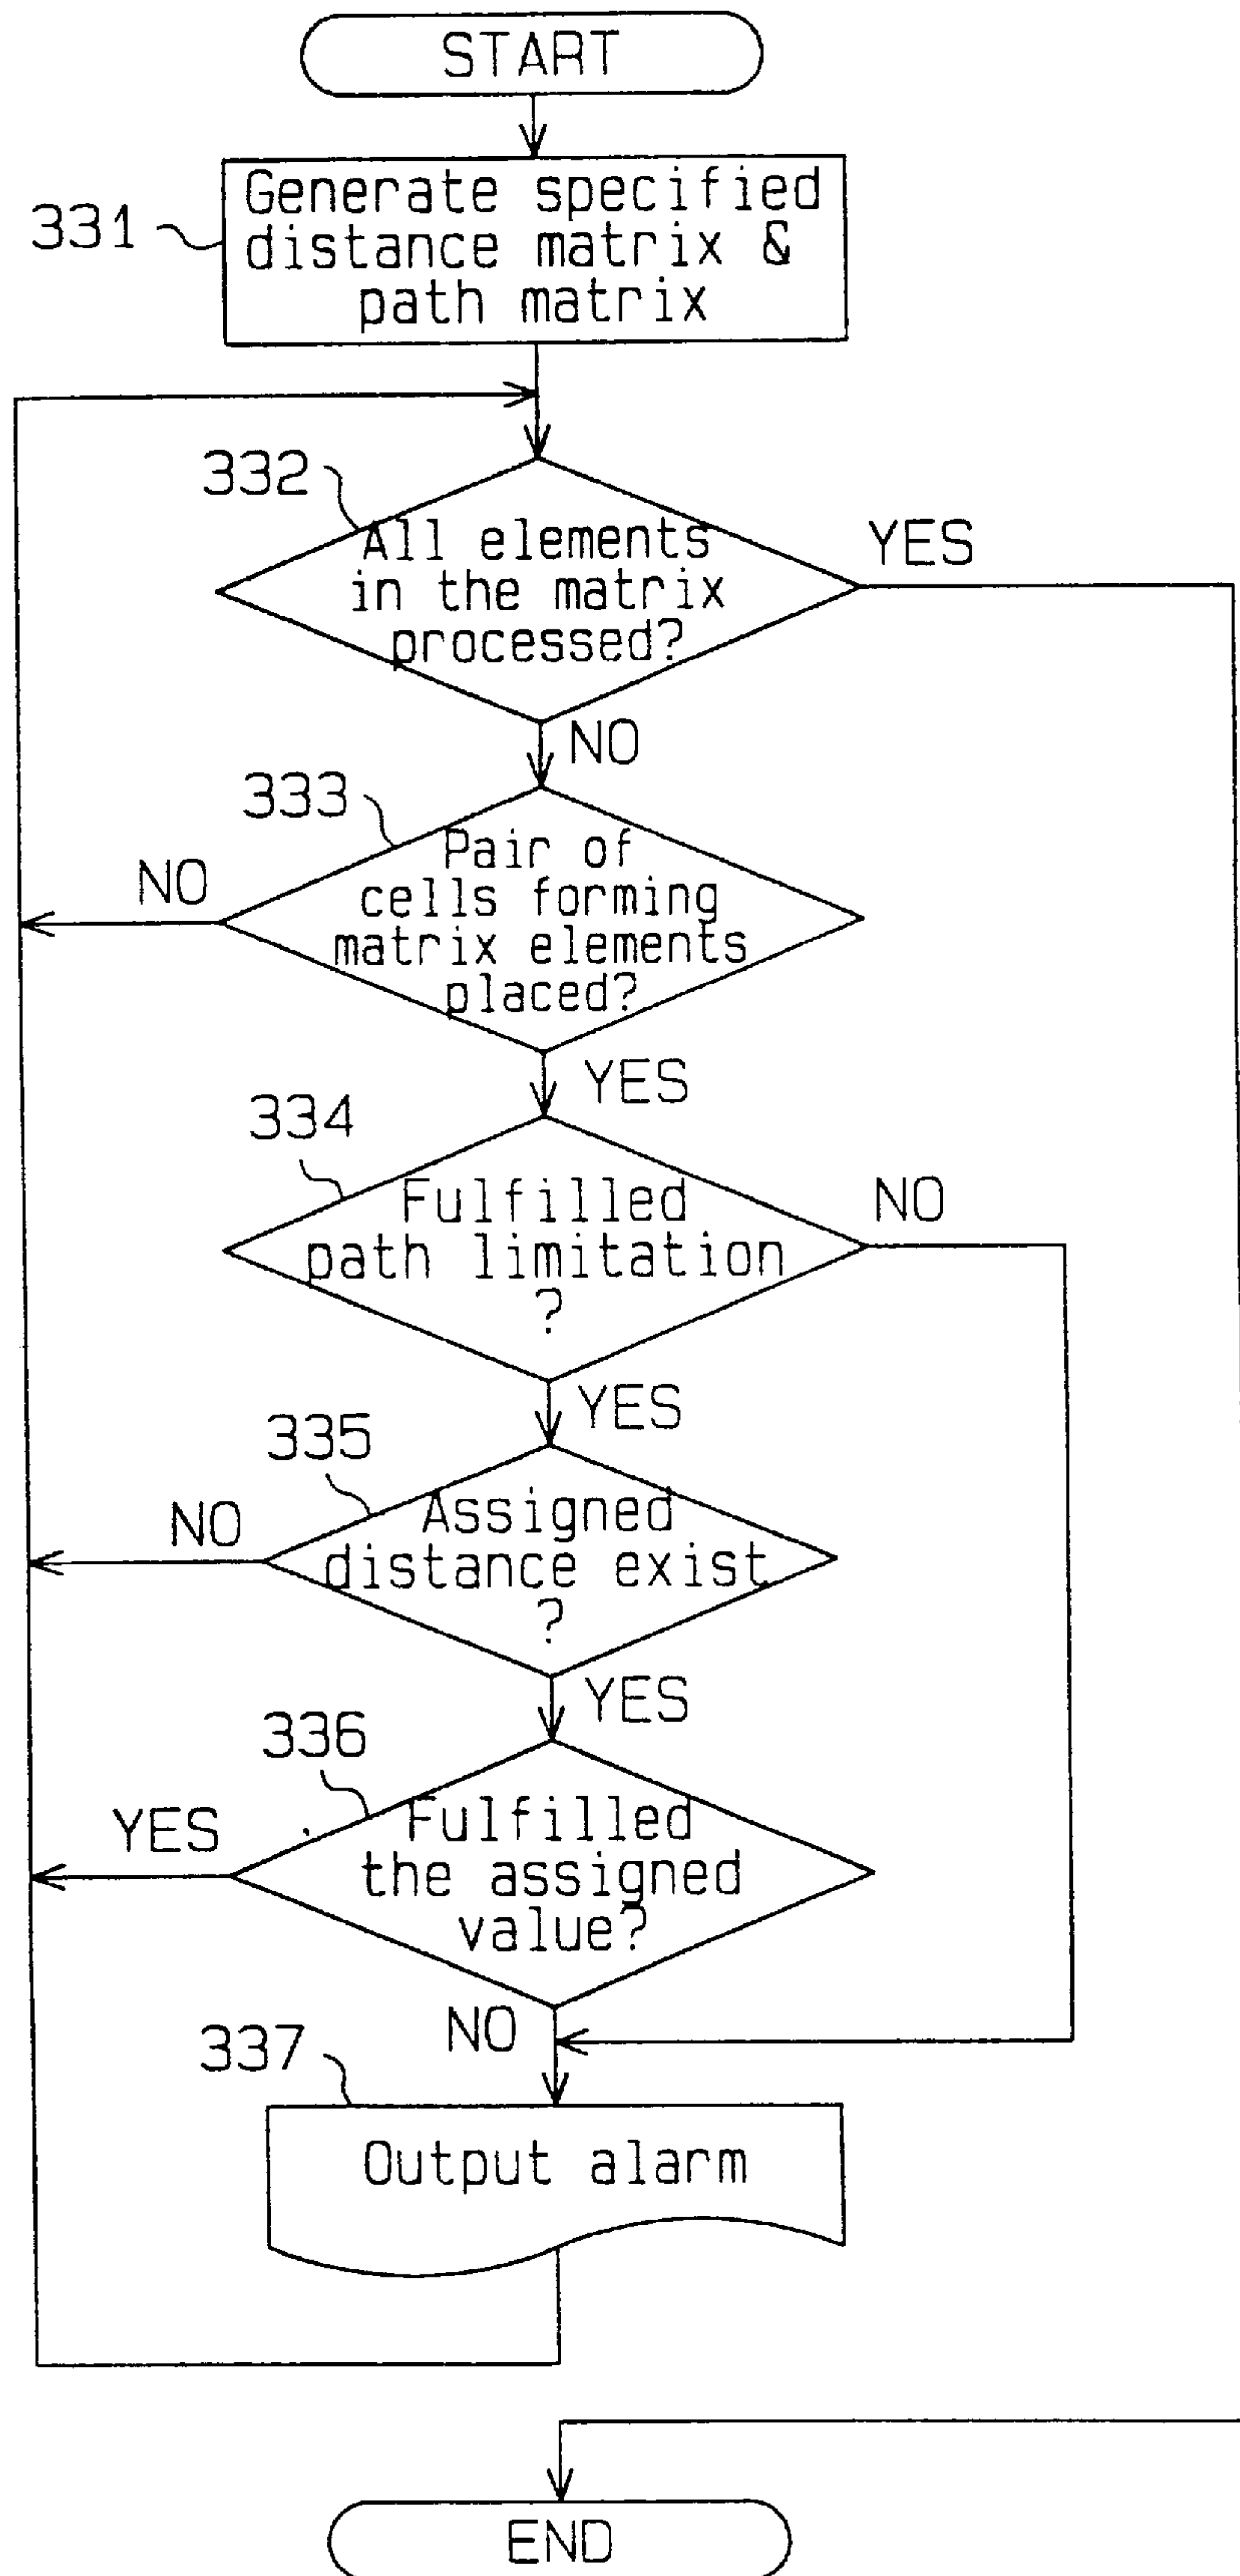 START
331
Generate specified
distance matrix &
path matrix
332
All elements
in the matrix
processed?
YES
NO
333
Pair of
cells forming
matrix elements
placed?
NO
YES
334
Fulfilled
path limitation
?
NO
YES
335
Assigned
distance exist
?
NO
YES
336
Fulfilled
the assigned
value?
YES
NO
337
Output alarm
END